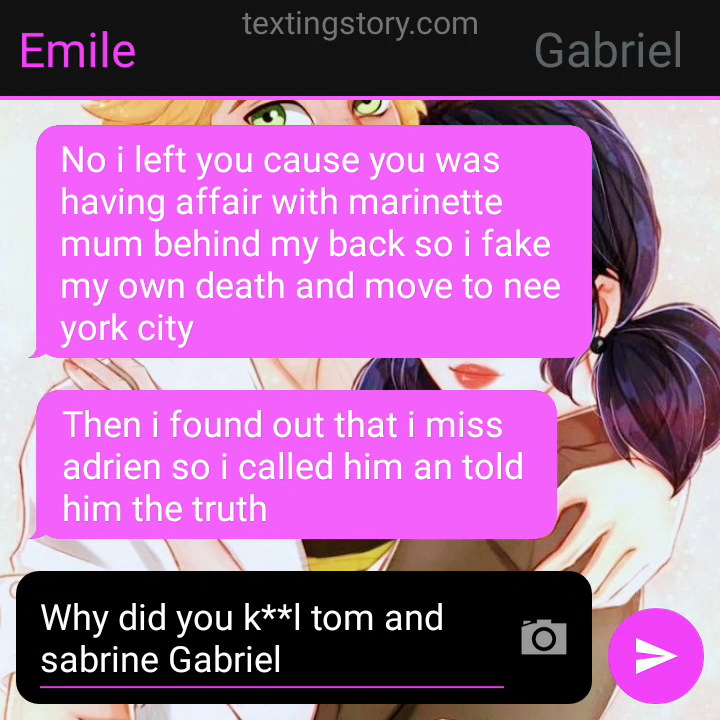 textingstory.com
Emile
Gabriel
No i left you cause you was
having affair with marinette
mum behind my back so i fake
my own death and move to nee
york city
Then i found out that i miss
adrien so i called him an told
him the truth
Why did you k**l tom and
sabrine Gabriel